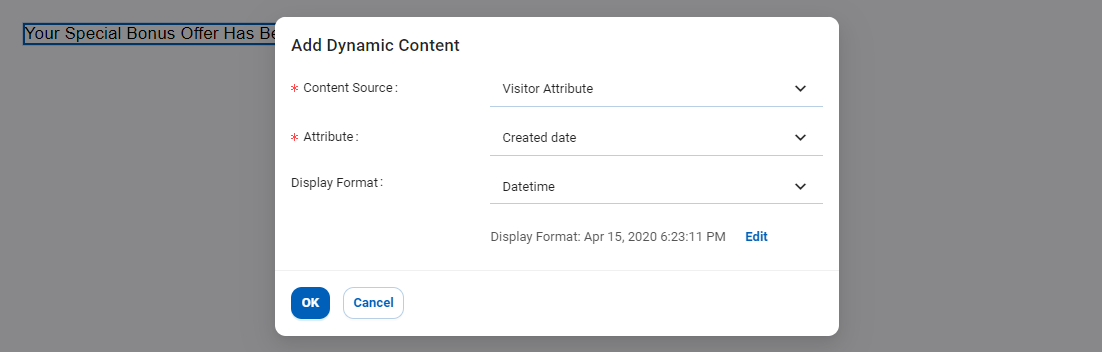 Your Special Bonus Offer Has
Add Dynamic Content
* Content Source: Visitor Attribute
* Attribute: Created date
Display Format: Datetime
Display Format: Apr 15, 2020 6:23:11 PM Edit
OK Cancel